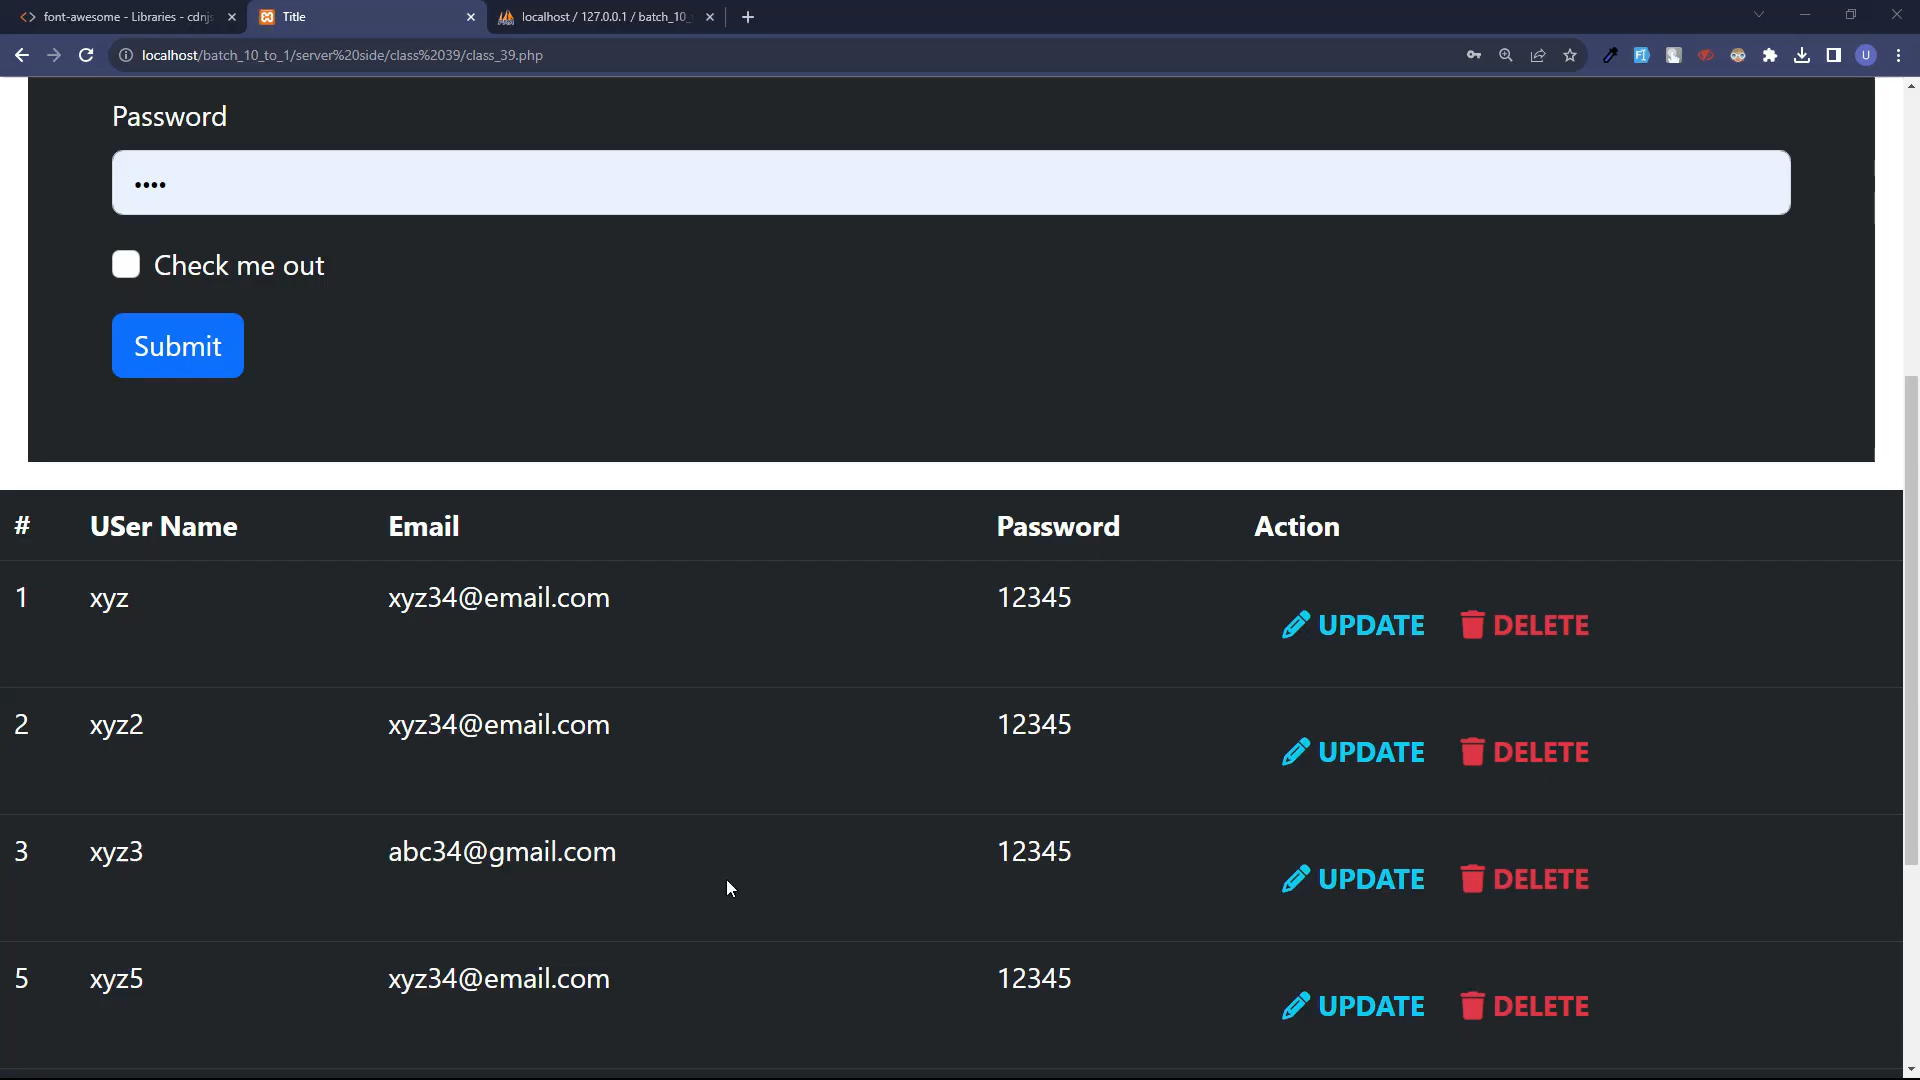 font-awesome - Libraries - cdnjs
Title
localhost / 127.0.0.1 / batch_10_
localhost/batch_10_to_1/server%20side/class%2039/class_39.php
U
Password
••••
Check me out
Submit
# USer Name Email Password Action
1 xyz xyz34@email.com 12345 UPDATE DELETE
2 xyz2 xyz34@email.com 12345 UPDATE DELETE
3 xyz3 abc34@gmail.com 12345 UPDATE DELETE
5 xyz5 xyz34@email.com 12345 UPDATE DELETE